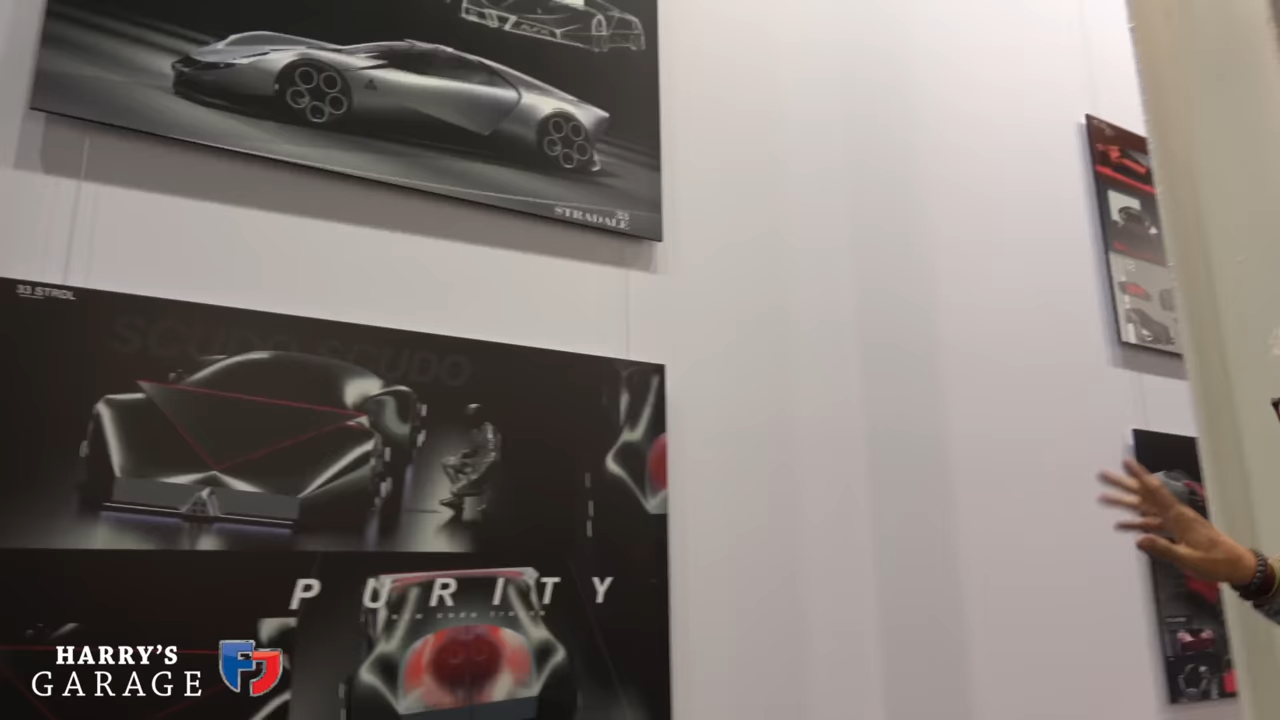 33
STRADALE
33 STRDL
SCUDO SCUDO
PURITY
HARRY'S
GARAGE